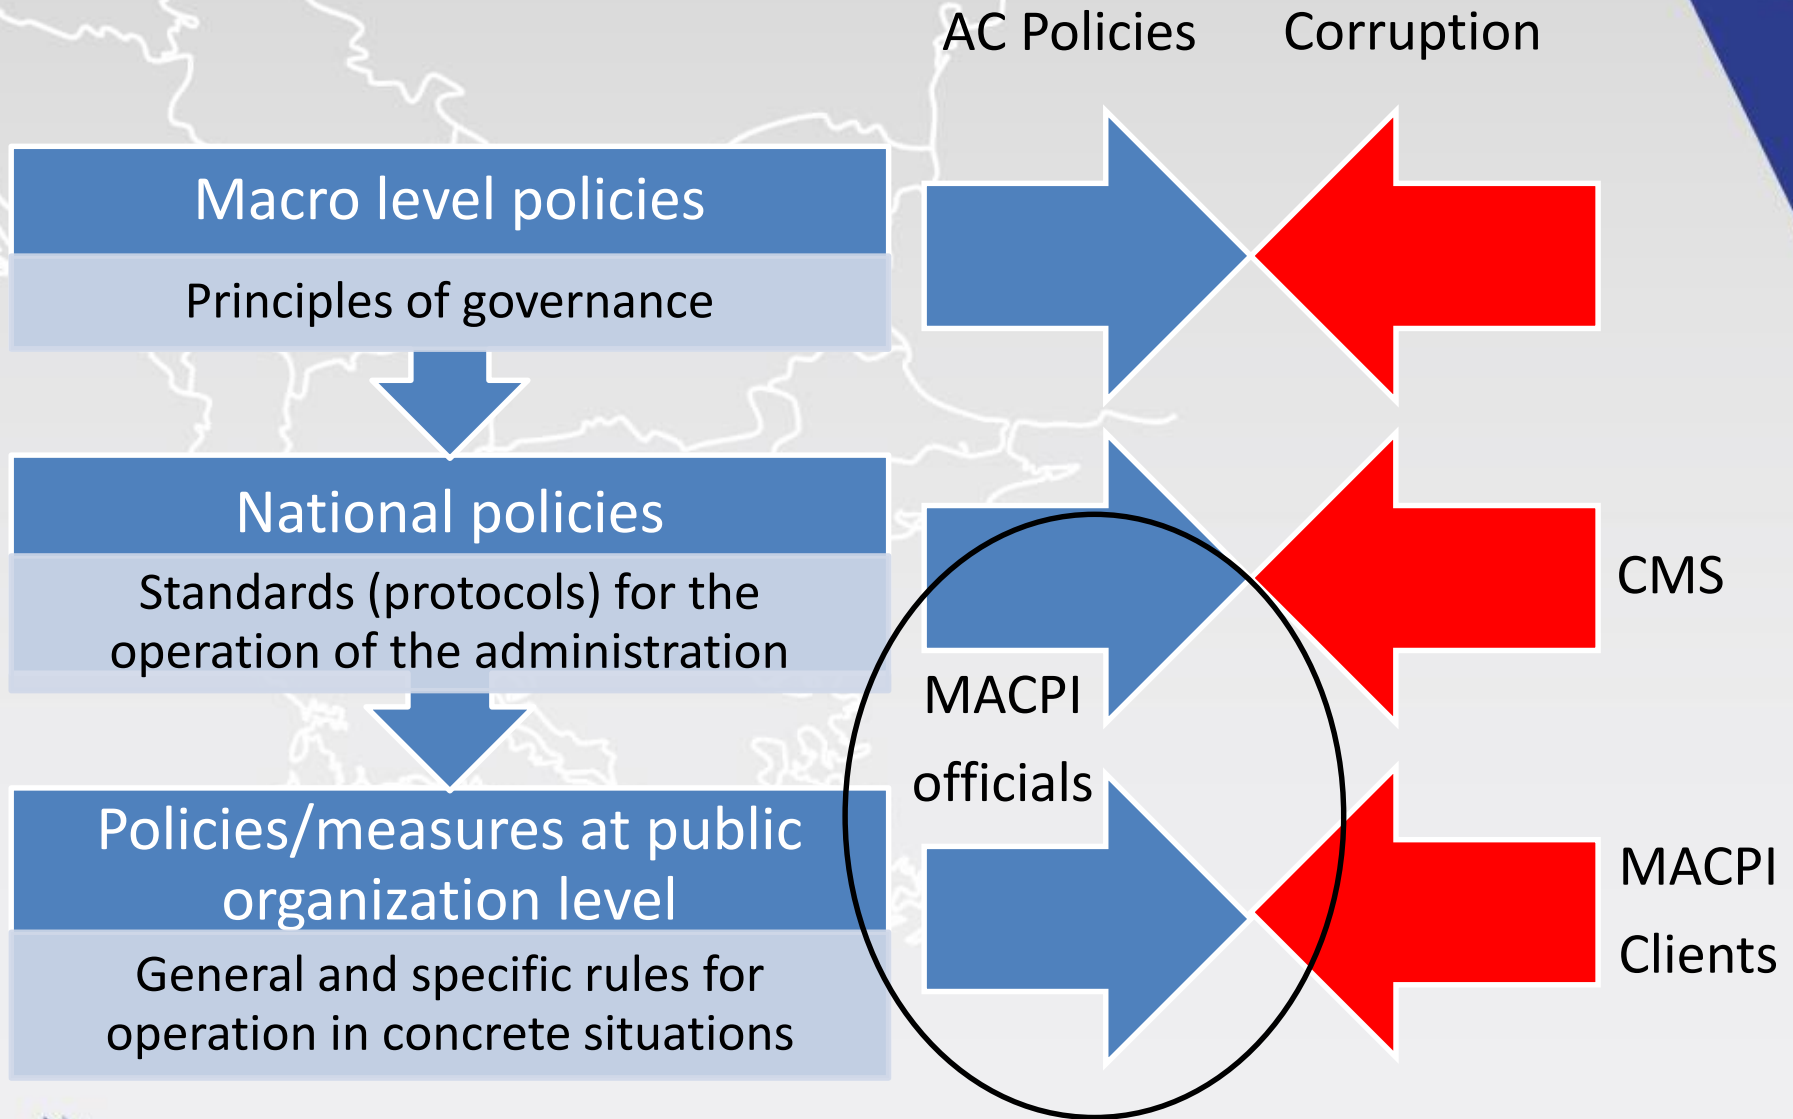 AC Policies
Corruption
Macro level policies
Principles of governance
National policies
Standards (protocols) for the
operation of the administration
CMS
MACPI
officials
Policies/measures at public
organization level
General and specific rules for
operation in concrete situations
MACPI
Clients